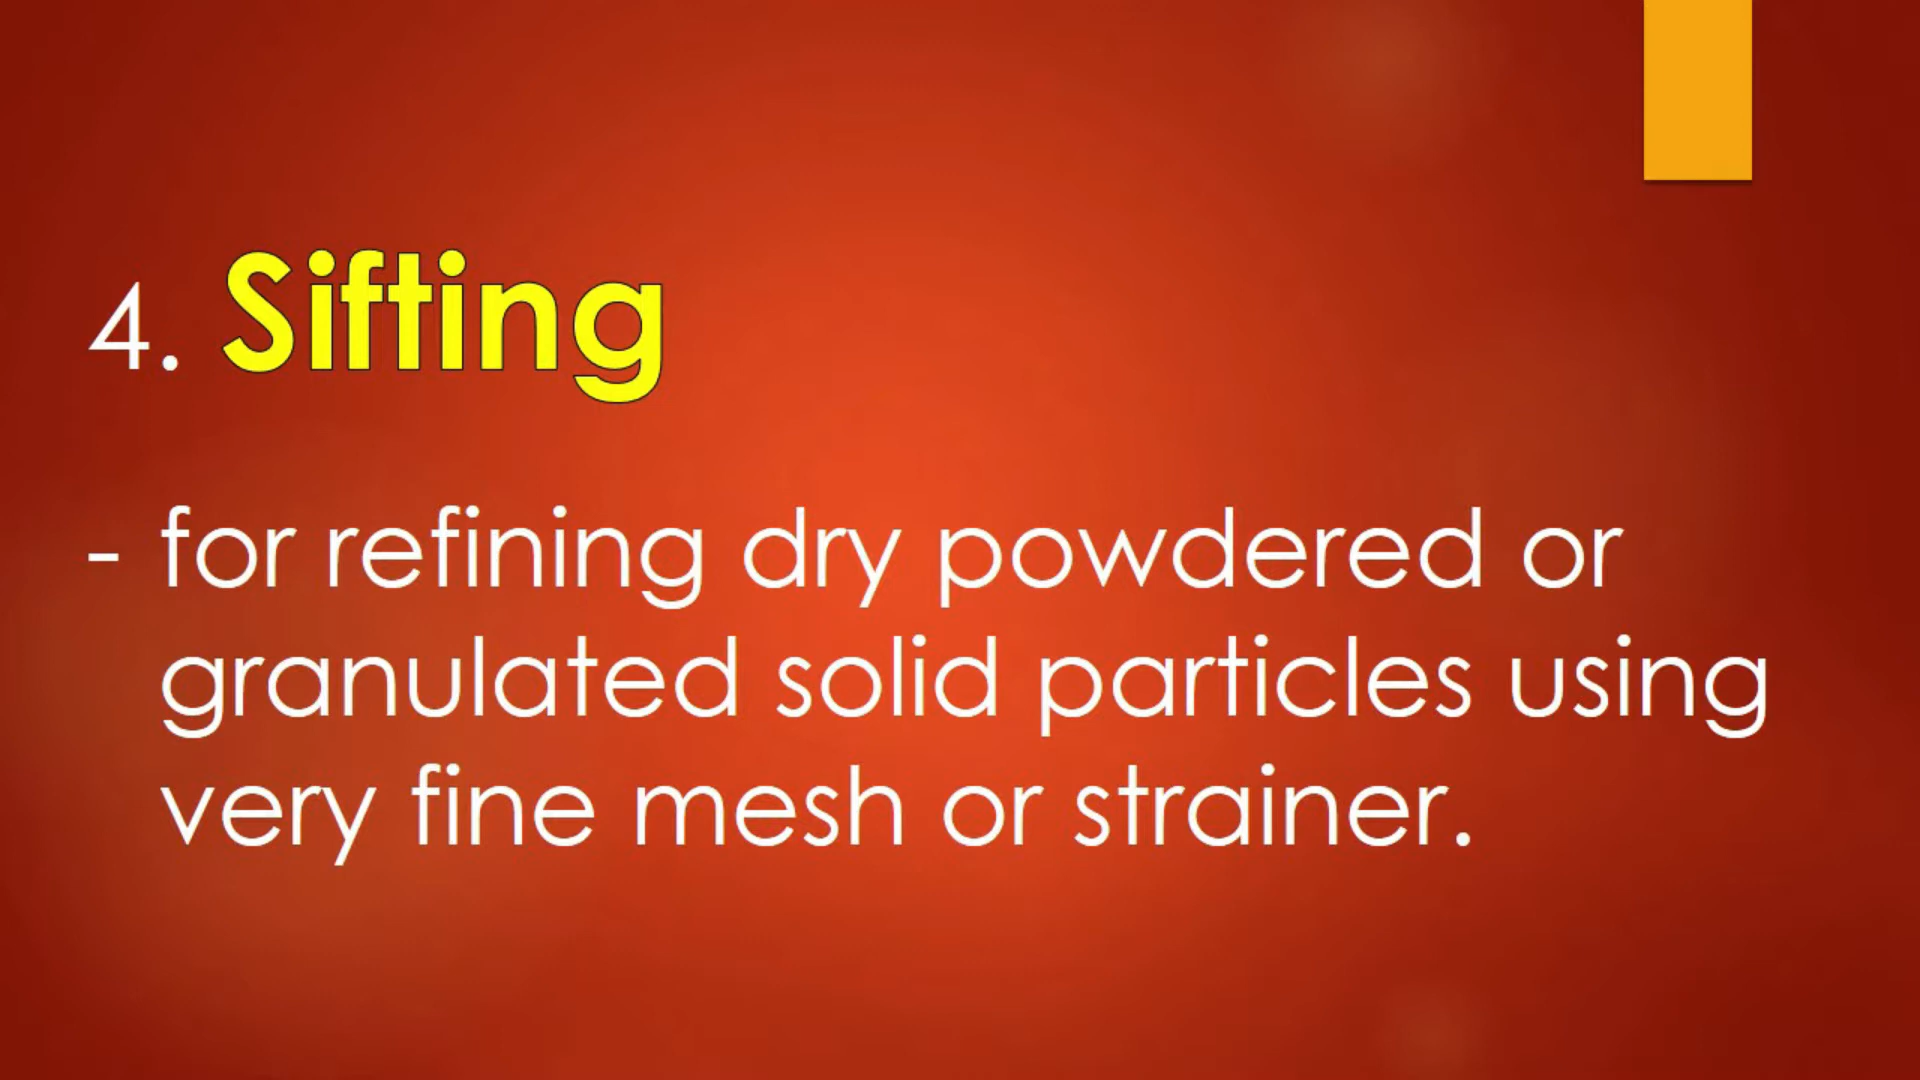 4. Sifting
- for refining dry powdered or
granulated solid particles using
very fine mesh or strainer.